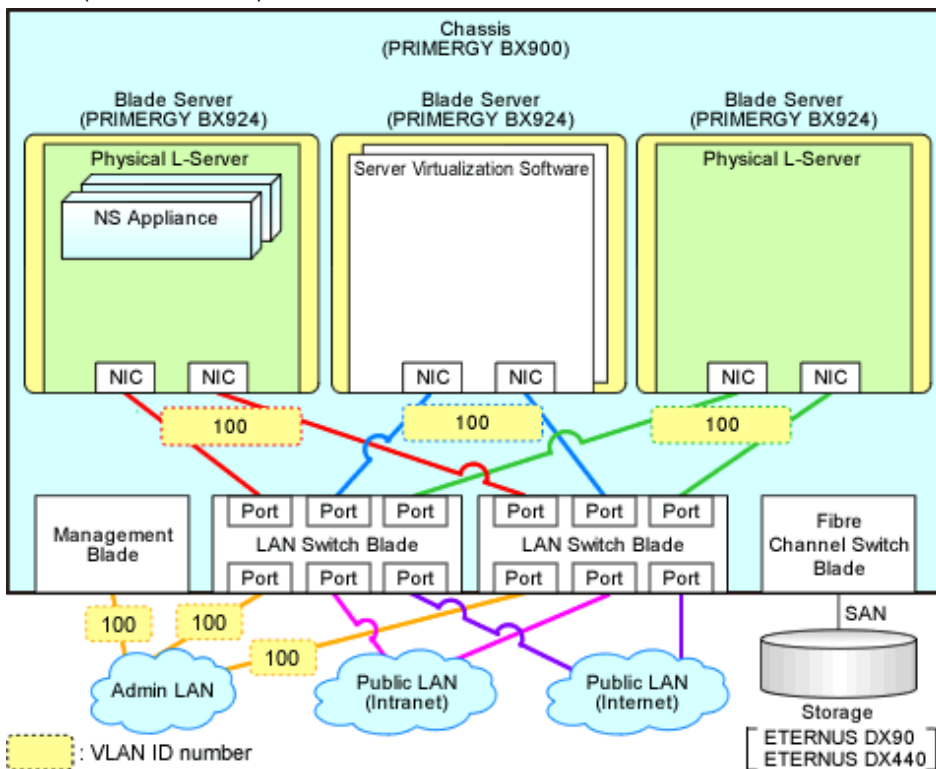 Chassis
(PRIMERGY BX900)
Blade Server
(PRIMERGY BX924)
Blade Server
(PRIMERGY BX924)
Blade Server
(PRIMERGY BX924)
Physical L-Server
Server Virtualization Software
Physical L-Server
NS Appliance
NIC
NIC
NIC
NIC
NIC
NIC
100
100
100
Management
Blade
Port
Port
Port
LAN Switch Blade
Port
Port
Port
Port
Port
Port
LAN Switch Blade
Port
Port
Port
Fibre
Channel Switch
Blade
100
100
100
SAN
Admin LAN
Public LAN
(Intranet)
Public LAN
(Internet)
Storage
ETERNUS DX90
ETERNUS DX440
: VLAN ID number